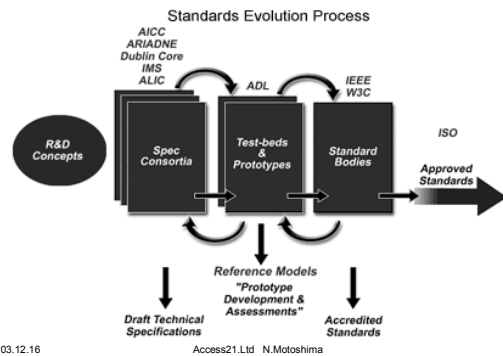 Standards Evolution Process
AICC
ARIADNE
Dublin Core
IMS
ALIC
ADL
IEEE
W3C
ISO
R&D
Concepts
Spec
Consortia
Test-beds
&
Prototypes
Standard
Bodies
Approved
Standards
Reference Models
"Prototype
Development &
Assessments"
Draft Technical
Specifications
Accredited
Standards
03.12.16
Access21.Ltd N.Motoshima